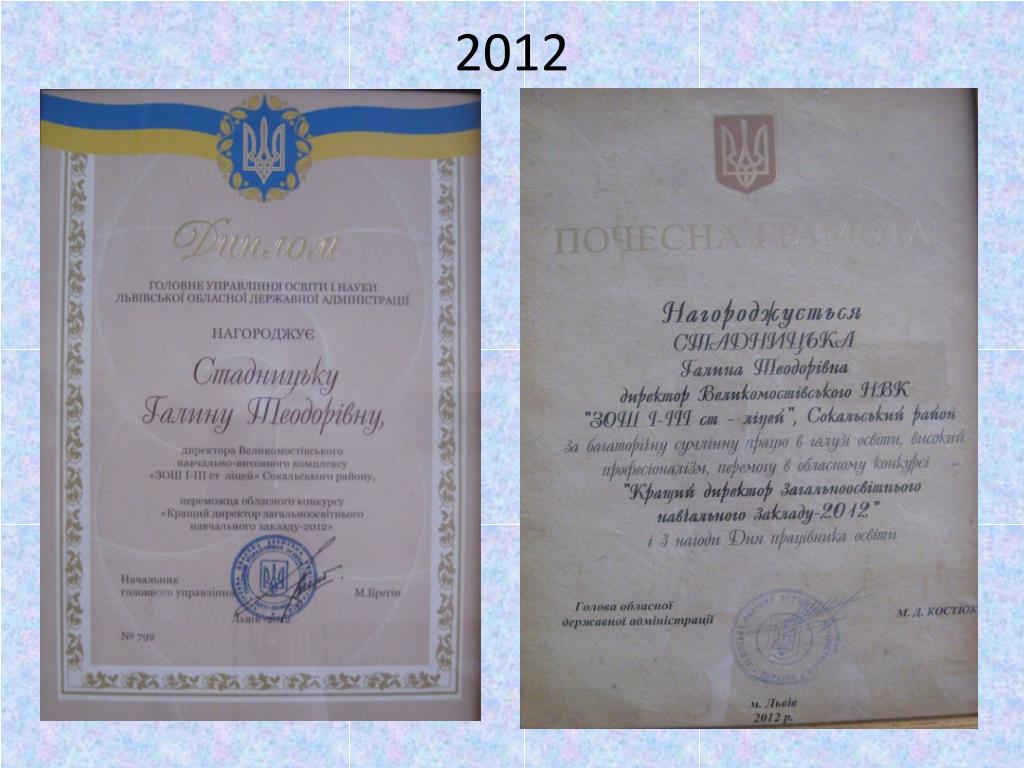 2012
Диплом
ГОЛОВНЕ УПРАВЛІННЯ ОСВІТИ І НАУКИ
ЛЬВІВСЬКОЇ ОБЛАСНОЇ ДЕРЖАВНОЇ АДМІНІСТРАЦІЇ
НАГОРОДЖУЄ
Стадницьку
Галину Теодорівну,
директора Великомостівського
навчально-виховного комплексу
«ЗОШ І-ІІІ ст ліцей» Сокальського району,
переможця обласного конкурсу
«Кращий директор загальноосвітнього
навчального закладу-2012»
Начальник
головного управління М.Брегін
Львів -2012
№ 792
ПОЧЕСНА ГРАМОТА
Нагороджується
СТАДНИЦЬКА
Галина Теодорівна
директор Великомостівського НВК
"ЗОШ І-ІІІ ст - ліцей", Сокальський район
За багаторічну сумлінну працю в галузі освіти, високий
професіоналізм, перемогу в обласному конкурсі
"Кращий директор загальноосвітнього
навчального закладу-2012"
і з нагоди Дня працівника освіти
Голова обласної
державної адміністрації М. Д. КОСТЮК
м. Львів
2012 р.